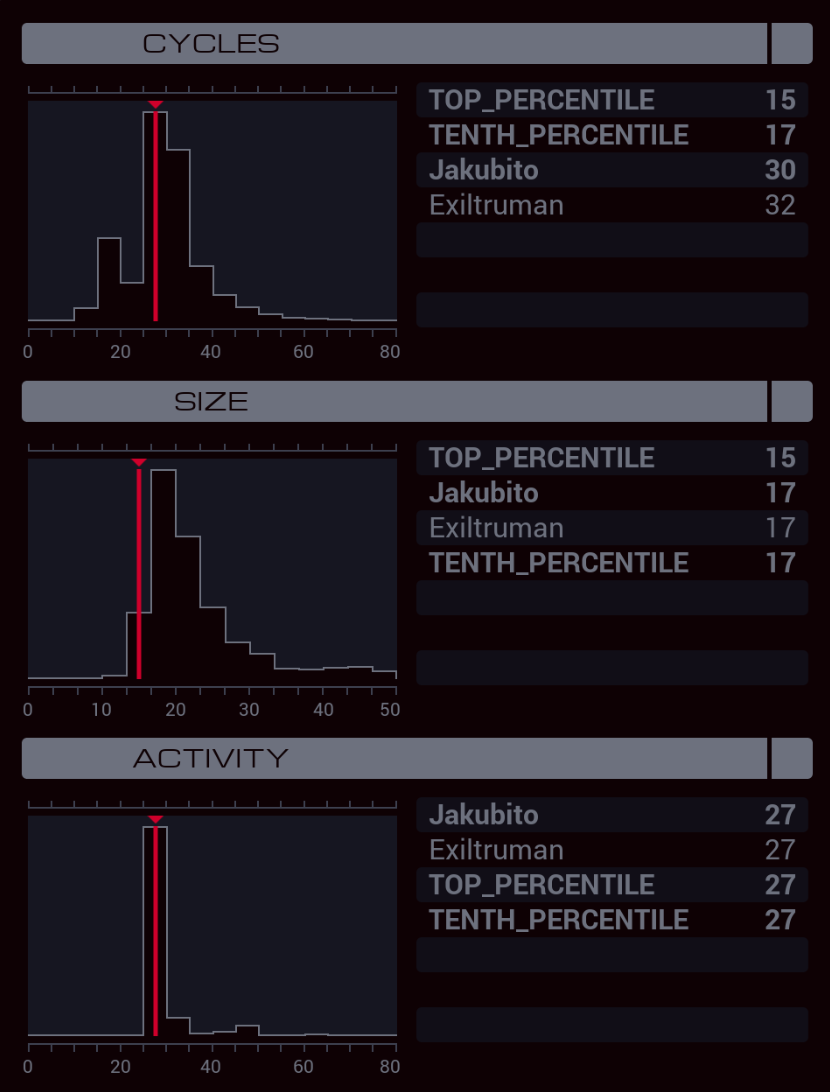 CYCLES
TOP_PERCENTILE 15
TENTH_PERCENTILE 17
Jakubito 30
Exiltruman 32
0 20 40 60 80
SIZE
TOP_PERCENTILE 15
Jakubito 17
Exiltruman 17
TENTH_PERCENTILE 17
0 10 20 30 40 50
ACTIVITY
Jakubito 27
Exiltruman 27
TOP_PERCENTILE 27
TENTH_PERCENTILE 27
0 20 40 60 80